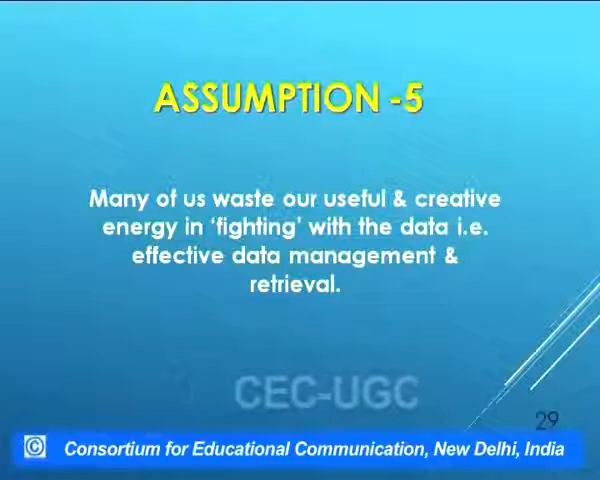 ASSUMPTION -5
Many of us waste our useful & creative
energy in ‘fighting’ with the data i.e.
effective data management &
retrieval.
CEC-UGC
29
© Consortium for Educational Communication, New Delhi, India